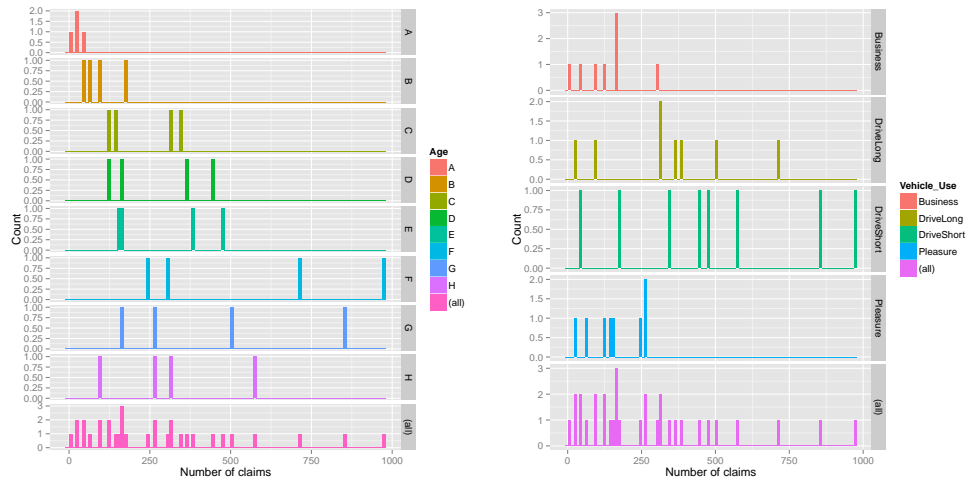 Count
2.0
1.5
1.0
0.5
0.0
A
1.00
0.75
0.50
0.25
0.00
B
1.00
0.75
0.50
0.25
0.00
C
1.00
0.75
0.50
0.25
0.00
D
1.00
0.75
0.50
0.25
0.00
E
1.00
0.75
0.50
0.25
0.00
F
1.00
0.75
0.50
0.25
0.00
G
1.00
0.75
0.50
0.25
0.00
H
3
2
1
0
(all)
0 250 500 750 1000
Number of claims
Age
A
B
C
D
E
F
G
H
(all)
Count
3
2
1
0
Business
2.0
1.5
1.0
0.5
0.0
DriveLong
1.00
0.75
0.50
0.25
0.00
DriveShort
2.0
1.5
1.0
0.5
0.0
Pleasure
3
2
1
0
(all)
0 250 500 750 1000
Number of claims
Vehicle_Use
Business
DriveLong
DriveShort
Pleasure
(all)